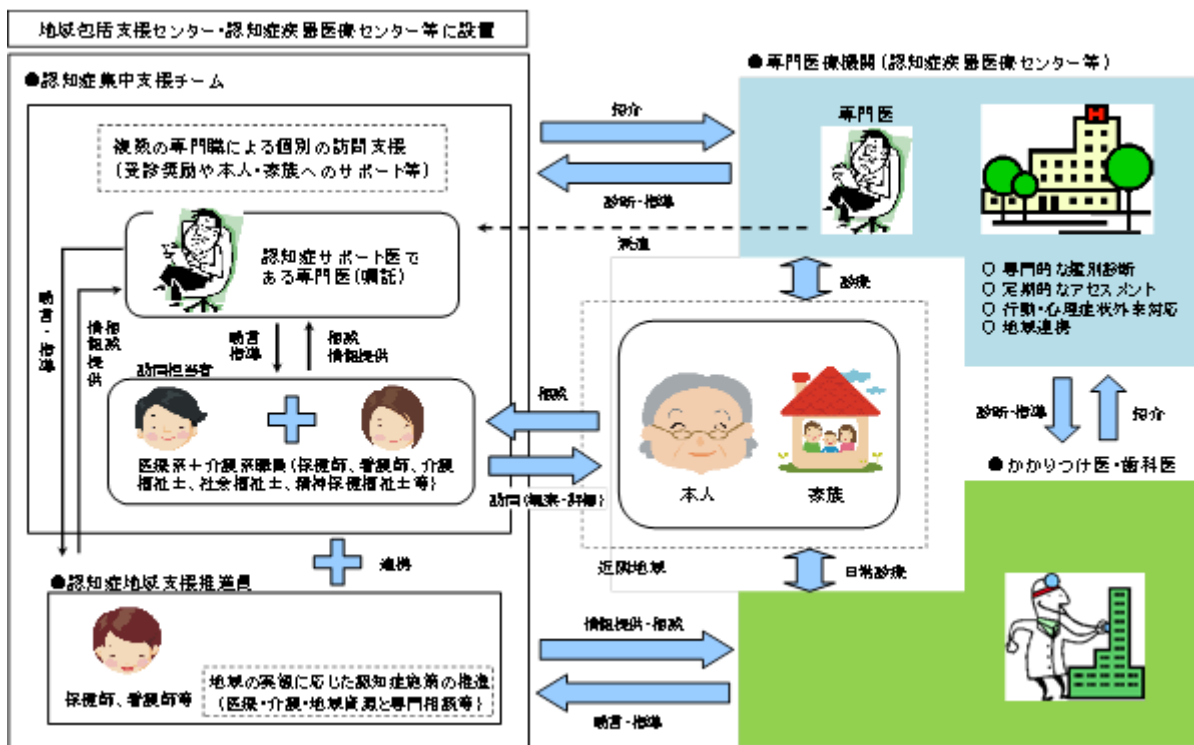 地域包括支援センター・認知症疾患医療センター等に設置
●認知症集中支援チーム
複数の専門職による個別の訪問支援
(受診奨励や本人・家族へのサポート等)
認知症サポート医で
ある専門医(嘱託)
助言
指導
相談
情報提供
助言・指導
相談
情報提供
訪問担当者
医療系+介護系職員(保健師、看護師、介護
福祉士、社会福祉士、精神保健福祉士等)
連携
●認知症地域支援推進員
保健師、看護師等
地域の実態に応じた認知症施策の推進
(医療・介護・地域資源と専門相談等)
紹介
診断・指導
派遣
相談
訪問(観察・評価)
●専門医療機関(認知症疾患医療センター等)
専門医
H
○ 専門的な鑑別診断
○ 定期的なアセスメント
○ 行動・心理症状外来対応
○ 地域連携
診療
本人
家族
近隣地域
日常診療
診断・指導
紹介
●かかりつけ医・歯科医
情報提供・相談
助言・指導